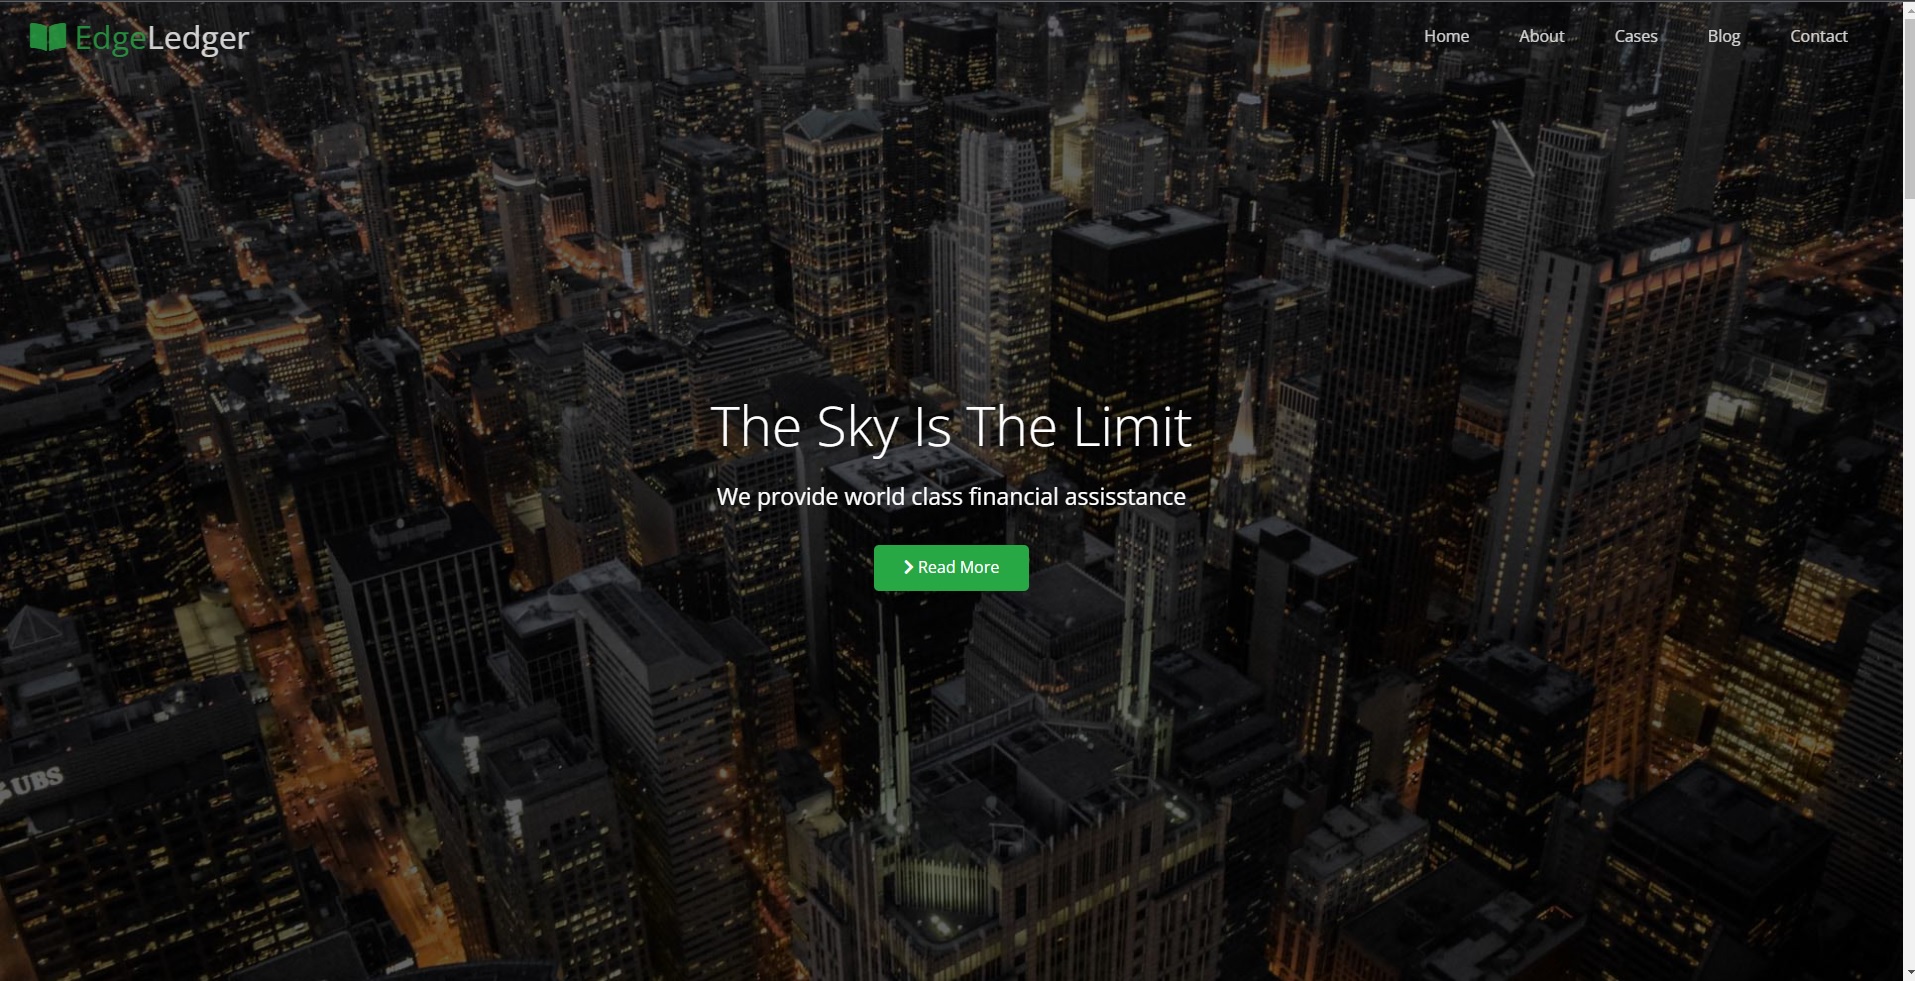 EdgeLedger
Home
About
Cases
Blog
Contact
The Sky Is The Limit
We provide world class financial assisstance
Read More
UBS